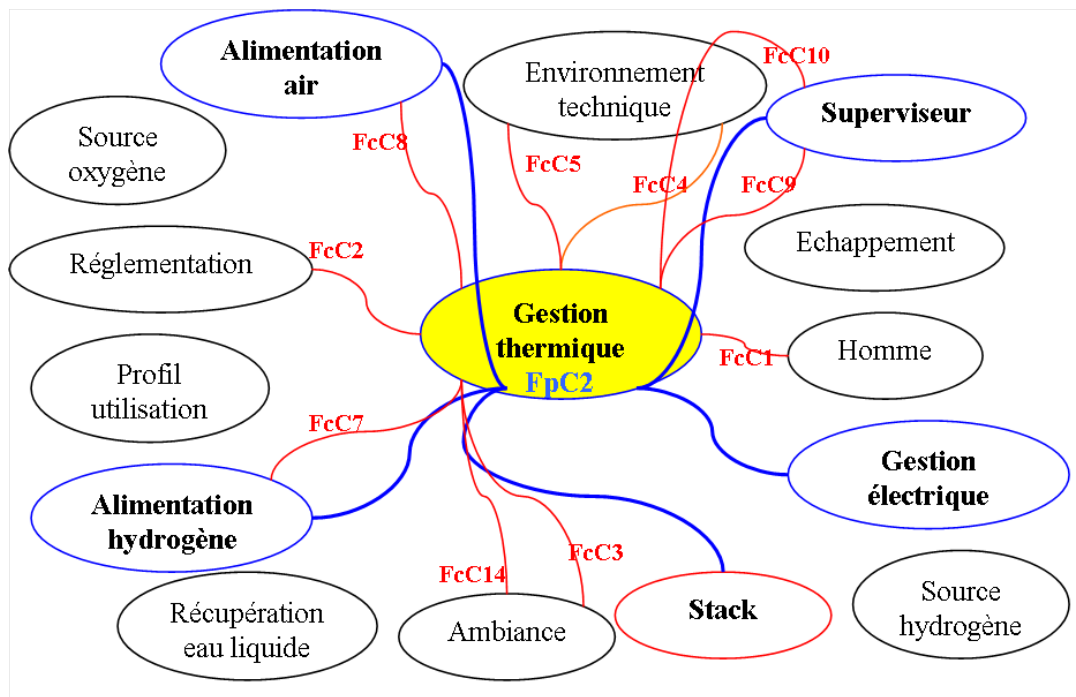 Alimentation
air
Environnement
technique
FcC10
Superviseur
Source
oxygène
FcC8
FcC5
FcC4
FcC9
Réglementation
FcC2
Echappement
Gestion
thermique
FpC2
FcC1
Homme
Profil
utilisation
FcC7
Gestion
électrique
Alimentation
hydrogène
FcC14
FcC3
Récupération
eau liquide
Ambiance
Stack
Source
hydrogène